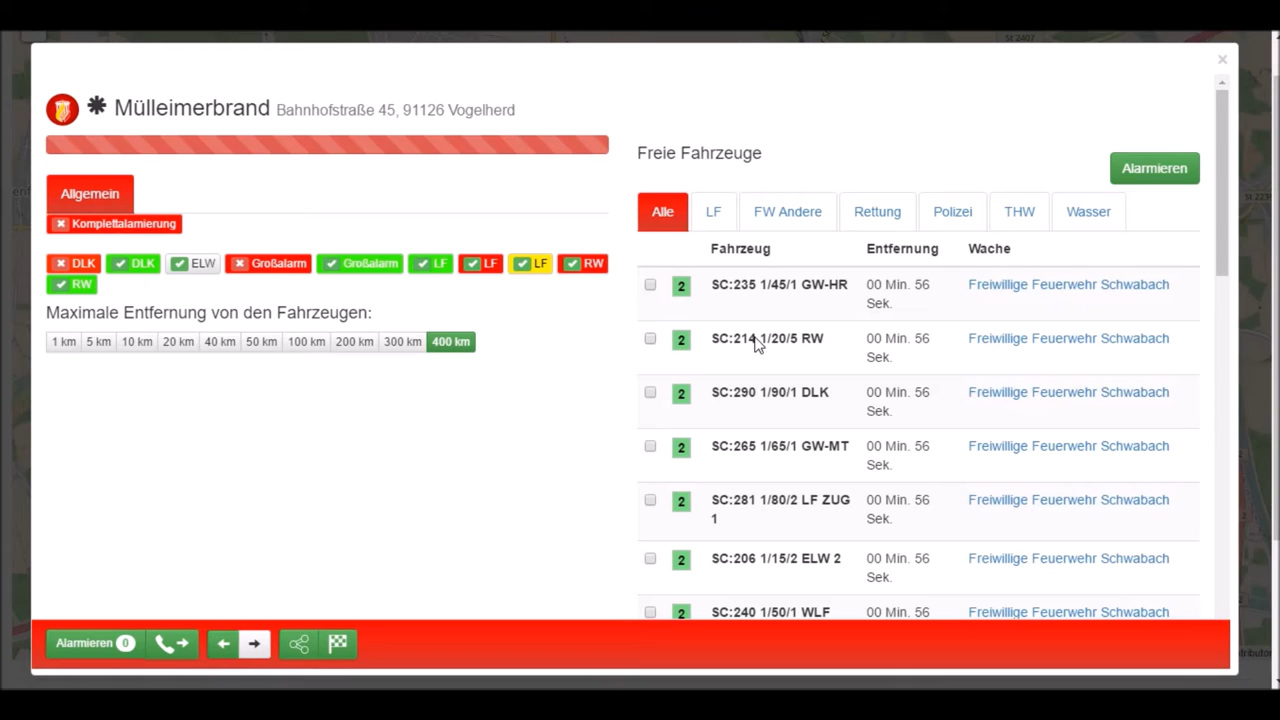 St 2407
×
Mülleimerbrand Bahnhofstraße 45, 91126 Vogelherd
Allgemein
Komplettalamierung
DLK DLK ELW Großalarm Großalarm LF LF LF RW
RW
Maximale Entfernung von den Fahrzeugen:
1 km 5 km 10 km 20 km 40 km 50 km 100 km 200 km 300 km 400 km
Freie Fahrzeuge
Alarmieren
Alle LF FW Andere Rettung Polizei THW Wasser
Fahrzeug Entfernung Wache
2 SC:235 1/45/1 GW-HR 00 Min. 56 Freiwillige Feuerwehr Schwabach
Sek.
2 SC:214 1/20/5 RW 00 Min. 56 Freiwillige Feuerwehr Schwabach
Sek.
2 SC:290 1/90/1 DLK 00 Min. 56 Freiwillige Feuerwehr Schwabach
Sek.
2 SC:265 1/65/1 GW-MT 00 Min. 56 Freiwillige Feuerwehr Schwabach
Sek.
2 SC:281 1/80/2 LF ZUG 00 Min. 56 Freiwillige Feuerwehr Schwabach
1 Sek.
2 SC:206 1/15/2 ELW 2 00 Min. 56 Freiwillige Feuerwehr Schwabach
Sek.
2 SC:240 1/50/1 WLF 00 Min. 56 Freiwillige Feuerwehr Schwabach
Alarmieren 0